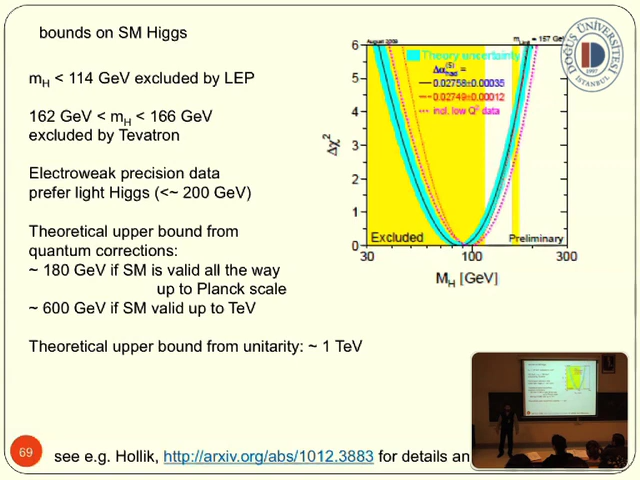 bounds on SM Higgs
m_H < 114 GeV excluded by LEP
162 GeV < m_H < 166 GeV
excluded by Tevatron
Electroweak precision data
prefer light Higgs (<~ 200 GeV)
Theoretical upper bound from
quantum corrections:
~ 180 GeV if SM is valid all the way
up to Planck scale
~ 600 GeV if SM valid up to TeV
Theoretical upper bound from unitarity: ~ 1 TeV
August 2009
m_Limit = 157 GeV
6
5
4
3
2
1
0
Δχ²
Theory uncertainty
Δα_had^(5) =
0.02758±0.00035
0.02749±0.00012
incl. low Q² data
Excluded
Preliminary
30
100
300
M_H [GeV]
DOĞUŞ ÜNİVERSİTESİ
1997
69
see e.g. Hollik, http://arxiv.org/abs/1012.3883 for details an